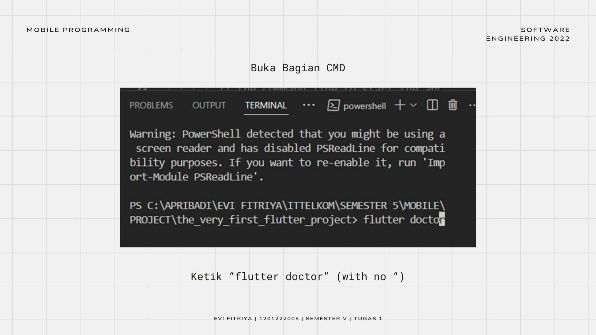 MOBILE PROGRAMMING
SOFTWARE
ENGINEERING 2022
Buka Bagian CMD
PROBLEMS OUTPUT TERMINAL ··· powershell
Warning: PowerShell detected that you might be using a
screen reader and has disabled PSReadLine for compati
bility purposes. If you want to re-enable it, run 'Imp
ort-Module PSReadLine'.
PS C:\APRIBADI\EVI FITRIYA\ITTELKOM\SEMESTER 5\MOBILE\
PROJECT\the_very_first_flutter_project> flutter doctor
Ketik “flutter doctor” (with no “)
EVI FITRIYA | 1201222005 | SEMESTER V | TUGAS 1